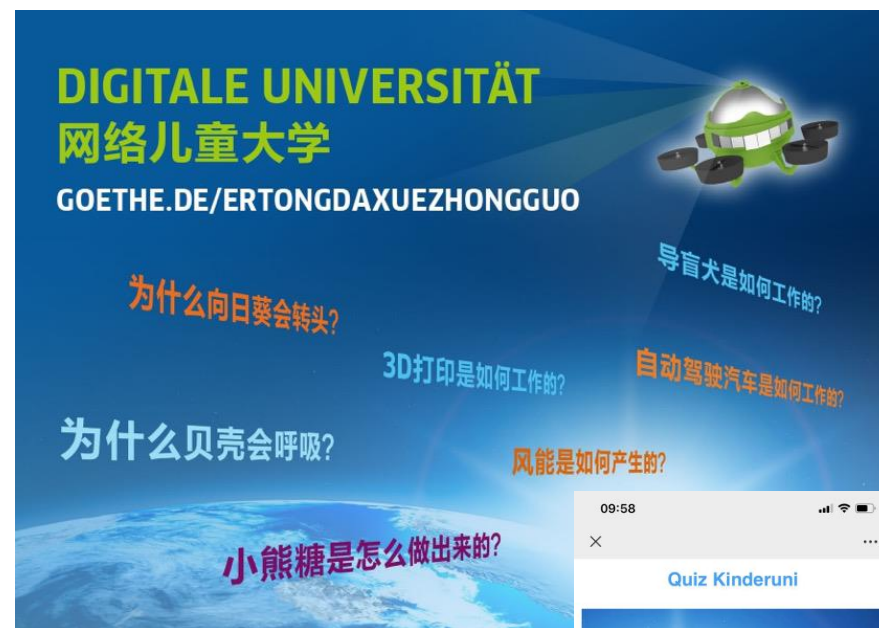 DIGITALE UNIVERSITÄT
网络儿童大学
GOETHE.DE/ERTONGDAXUEZHONGGUO
导盲犬是如何工作的?
为什么向日葵会转头?
3D打印是如何工作的?
自动驾驶汽车是如何工作的?
为什么贝壳会呼吸?
风能是如何产生的?
小熊糖是怎么做出来的?
09:58
Quiz Kinderuni